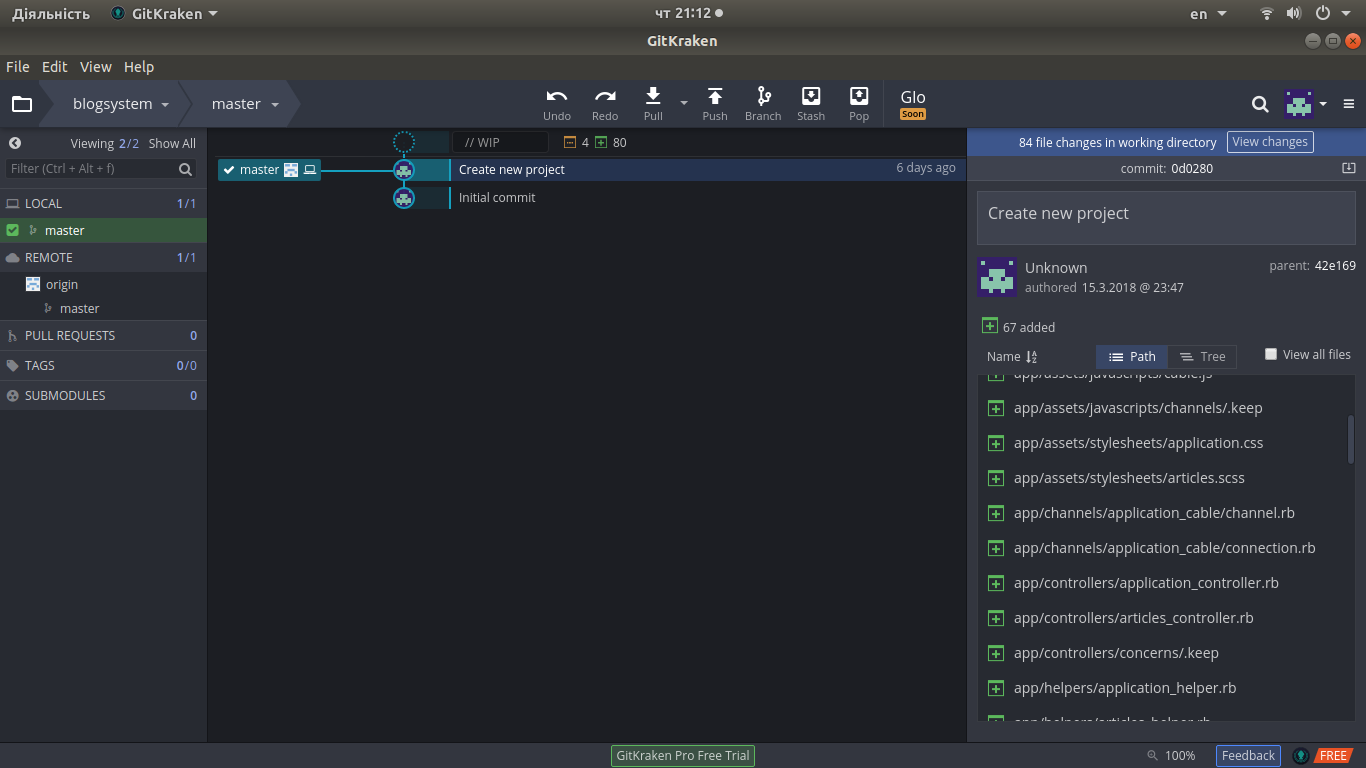 Діяльність GitKraken чт 21:12 en
GitKraken
File Edit View Help
blogsystem master Undo Redo Pull Push Branch Stash Pop Glo Soon
Viewing 2/2 Show All
Filter (Ctrl + Alt + f)
LOCAL 1/1
master
REMOTE 1/1
origin
master
PULL REQUESTS 0
TAGS 0/0
SUBMODULES 0
// WIP 4 80
master Create new project 6 days ago
Initial commit
84 file changes in working directory View changes
commit: 0d0280
Create new project
Unknown parent: 42e169
authored 15.3.2018 @ 23:47
67 added
Name Path Tree View all files
app/assets/javascripts/cable.js
app/assets/javascripts/channels/.keep
app/assets/stylesheets/application.css
app/assets/stylesheets/articles.scss
app/channels/application_cable/channel.rb
app/channels/application_cable/connection.rb
app/controllers/application_controller.rb
app/controllers/articles_controller.rb
app/controllers/concerns/.keep
app/helpers/application_helper.rb
app/helpers/articles_helper.rb
GitKraken Pro Free Trial 100% Feedback FREE